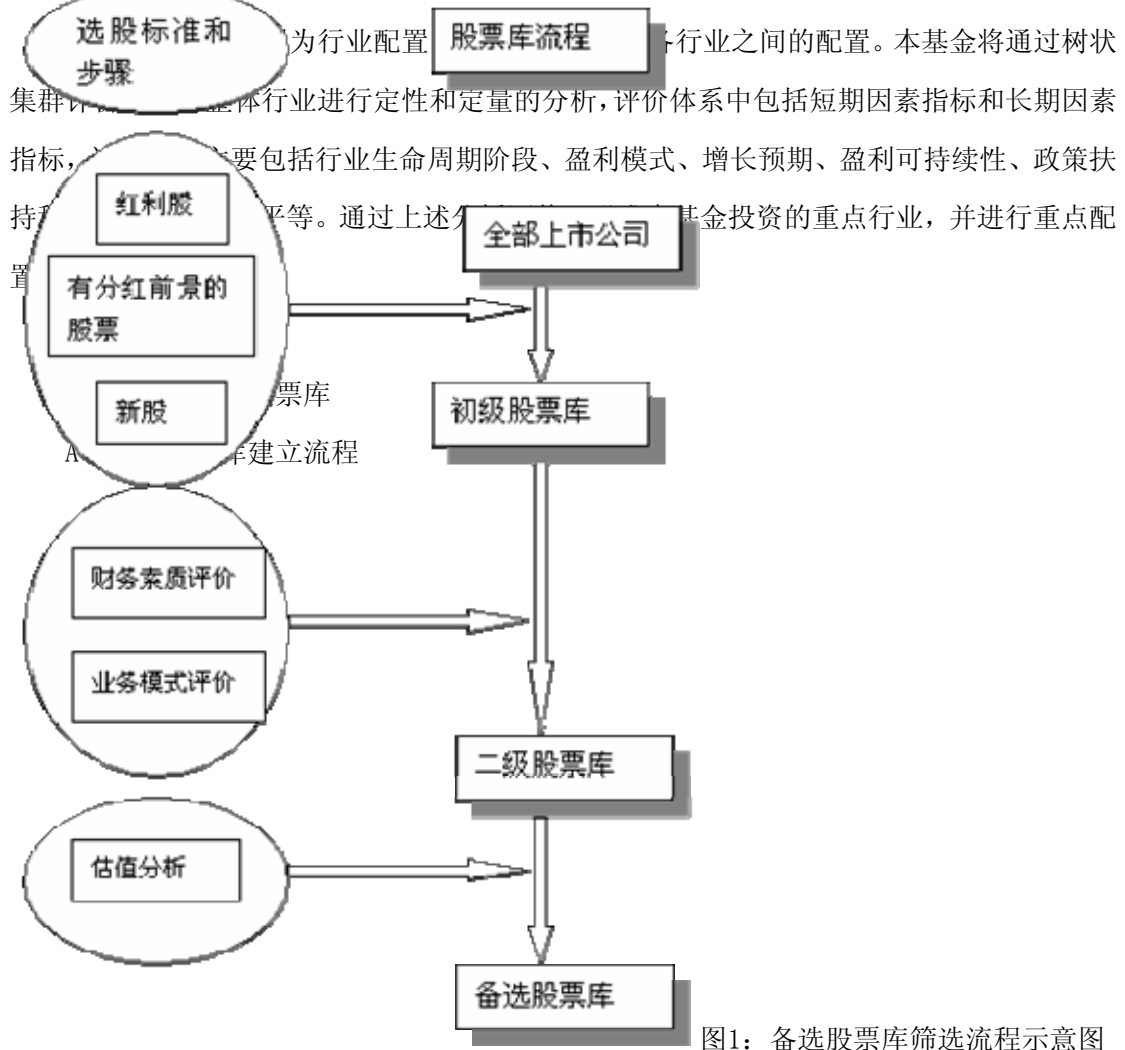 选股标准和
步骤
为行业配置
股票库流程
各行业之间的配置。本基金将通过树状
集群评
整体行业进行定性和定量的分析,评价体系中包括短期因素指标和长期因素
指标,
主要包括行业生命周期阶段、盈利模式、增长预期、盈利可持续性、政策扶
持
平等。通过上述分
基金投资的重点行业,并进行重点配
置
红利股
有分红前景的
股票
新股
全部上市公司
票库
初级股票库
A
库建立流程
财务素质评价
业务模式评价
二级股票库
估值分析
备选股票库
图1: 备选股票库筛选流程示意图